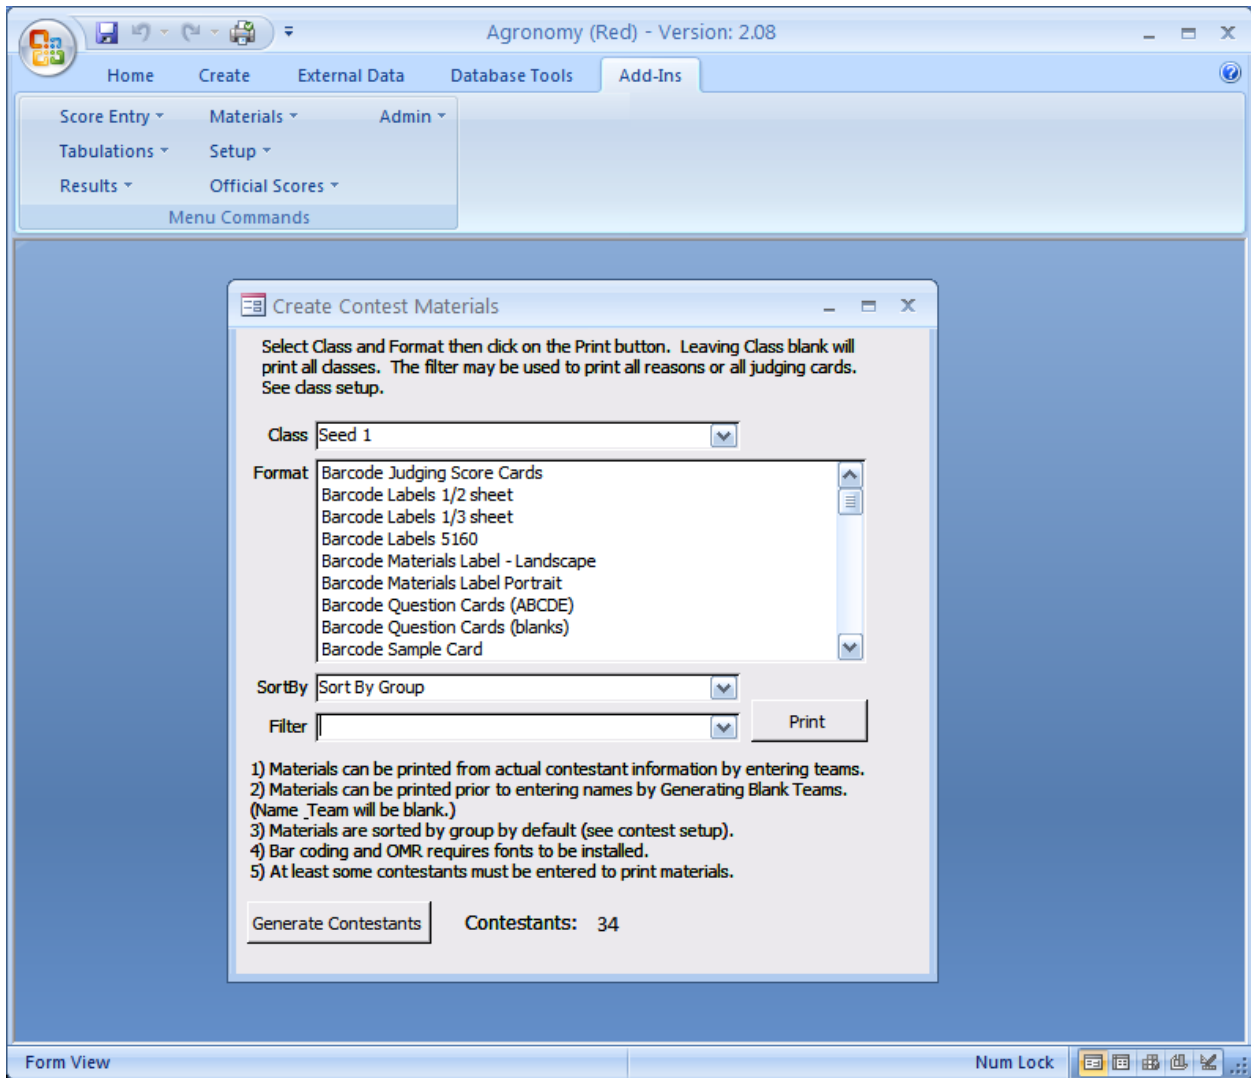 Agronomy (Red) - Version: 2.08
Home Create External Data Database Tools Add-Ins
Score Entry Materials Admin
Tabulations Setup
Results Official Scores
Menu Commands
Create Contest Materials
Select Class and Format then click on the Print button. Leaving Class blank will
print all classes. The filter may be used to print all reasons or all judging cards.
See class setup.
Class Seed 1
Format Barcode Judging Score Cards
Barcode Labels 1/2 sheet
Barcode Labels 1/3 sheet
Barcode Labels 5160
Barcode Materials Label - Landscape
Barcode Materials Label Portrait
Barcode Question Cards (ABCDE)
Barcode Question Cards (blanks)
Barcode Sample Card
SortBy Sort By Group
Filter Print
1) Materials can be printed from actual contestant information by entering teams.
2) Materials can be printed prior to entering names by Generating Blank Teams.
(Name _Team will be blank.)
3) Materials are sorted by group by default (see contest setup).
4) Bar coding and OMR requires fonts to be installed.
5) At least some contestants must be entered to print materials.
Generate Contestants Contestants: 34
Form View Num Lock